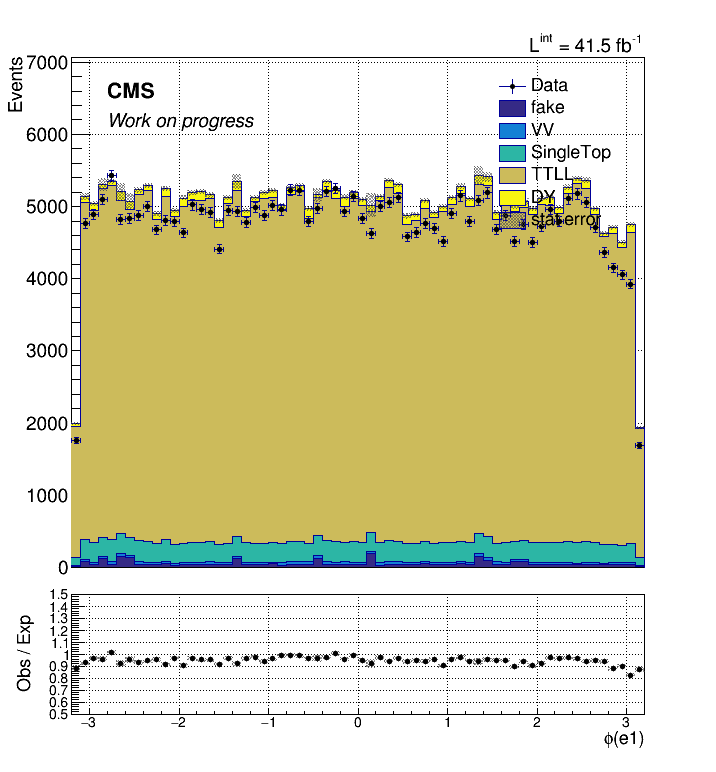 L^int = 41.5 fb^-1
Events
7000
6000
5000
4000
3000
2000
1000
0
CMS
Work on progress
Data
fake
VV
SingleTop
TTLL
DY
stat error
Obs / Exp
1.5
1.4
1.3
1.2
1.1
1
0.9
0.8
0.7
0.6
0.5
−3 −2 −1 0 1 2 3
ϕ(e1)